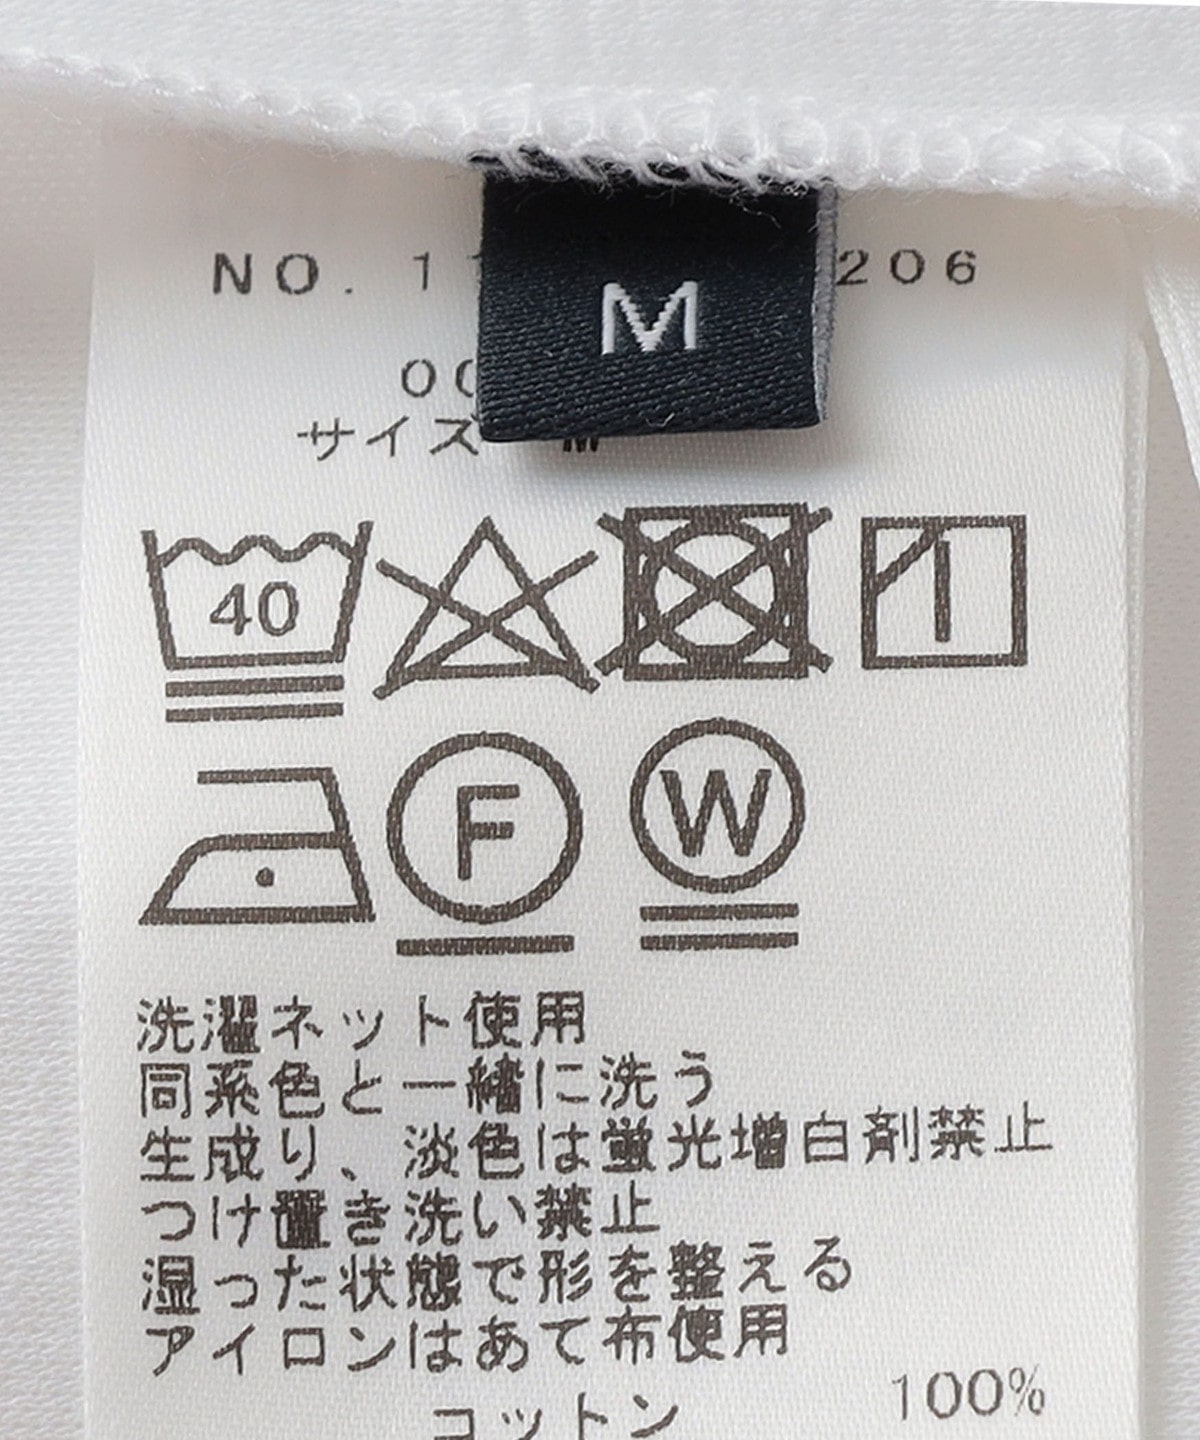 NO. 11 206
M
00
サイズ M
40
F
W
洗濯ネット使用
同系色と一緒に洗う
生成り、淡色は蛍光増白剤禁止
つけ置き洗い禁止
湿った状態で形を整える
アイロンはあて布使用
コットン 100%